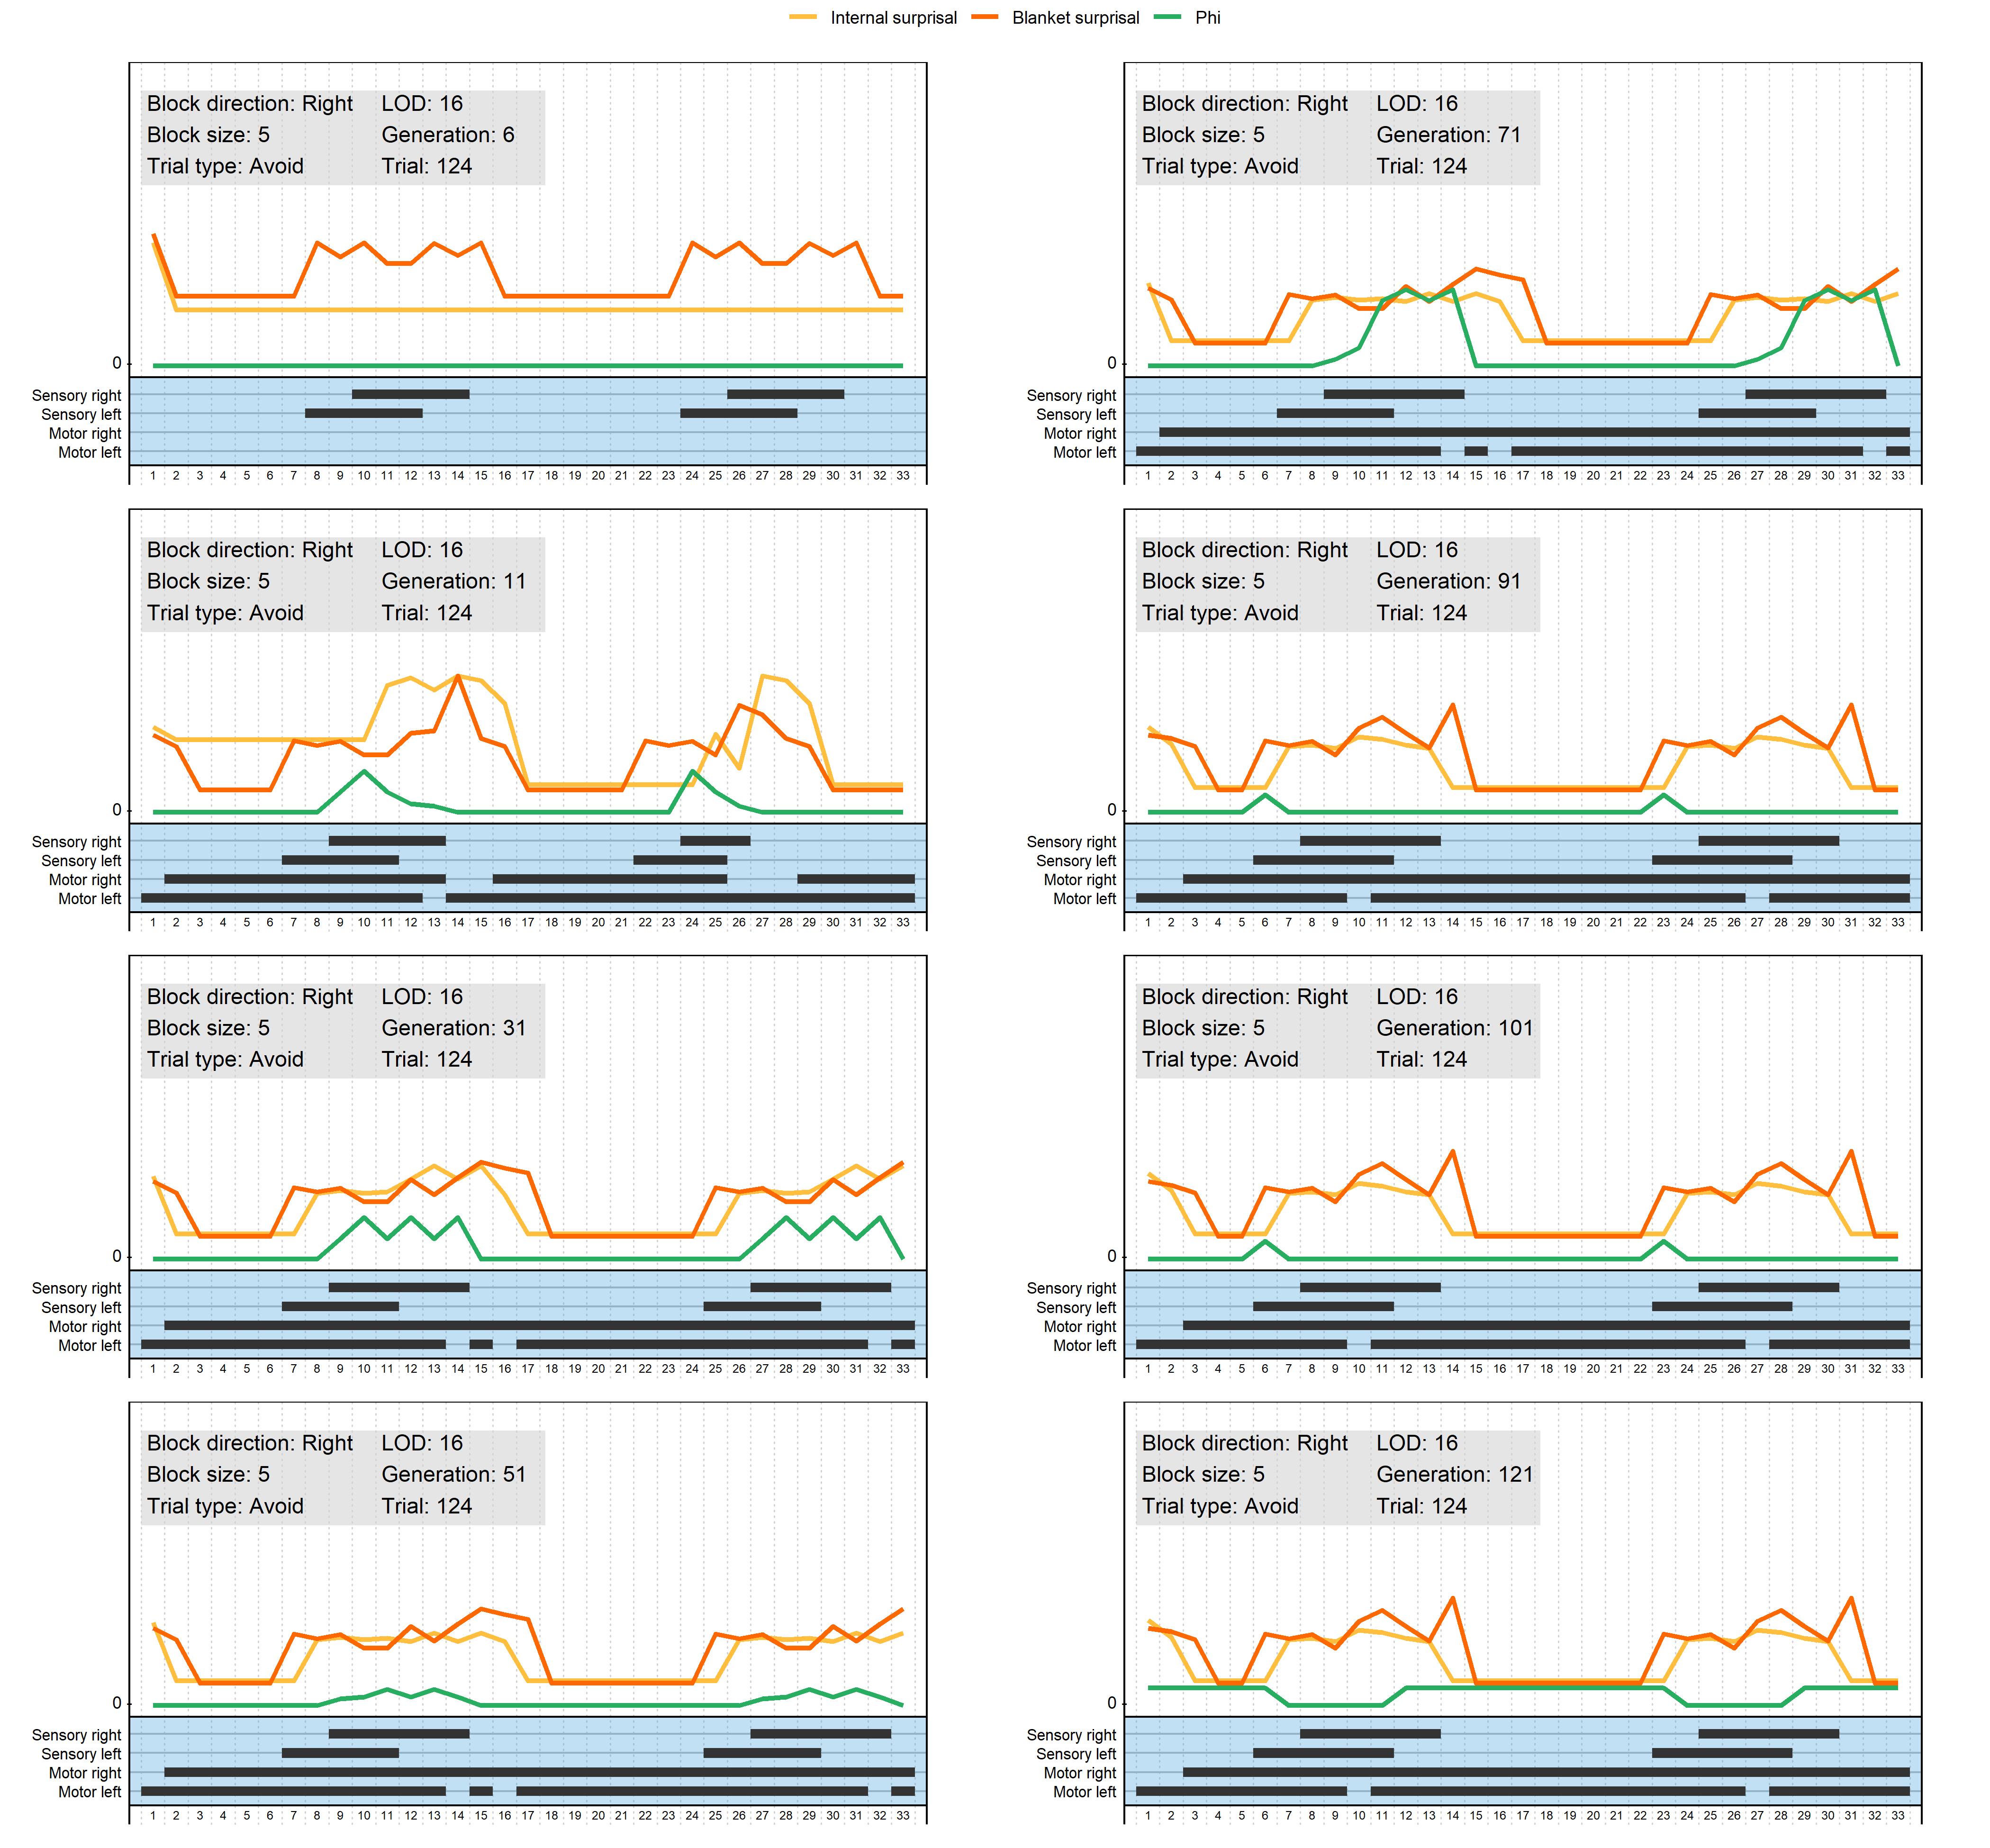 Internal surprisal Blanket surprisal Phi
Block direction: Right LOD: 16
Block size: 5 Generation: 6
Trial type: Avoid Trial: 124
0
Sensory right
Sensory left
Motor right
Motor left
1 2 3 4 5 6 7 8 9 10 11 12 13 14 15 16 17 18 19 20 21 22 23 24 25 26 27 28 29 30 31 32 33
Block direction: Right LOD: 16
Block size: 5 Generation: 71
Trial type: Avoid Trial: 124
0
Sensory right
Sensory left
Motor right
Motor left
1 2 3 4 5 6 7 8 9 10 11 12 13 14 15 16 17 18 19 20 21 22 23 24 25 26 27 28 29 30 31 32 33
Block direction: Right LOD: 16
Block size: 5 Generation: 11
Trial type: Avoid Trial: 124
0
Sensory right
Sensory left
Motor right
Motor left
1 2 3 4 5 6 7 8 9 10 11 12 13 14 15 16 17 18 19 20 21 22 23 24 25 26 27 28 29 30 31 32 33
Block direction: Right LOD: 16
Block size: 5 Generation: 91
Trial type: Avoid Trial: 124
0
Sensory right
Sensory left
Motor right
Motor left
1 2 3 4 5 6 7 8 9 10 11 12 13 14 15 16 17 18 19 20 21 22 23 24 25 26 27 28 29 30 31 32 33
Block direction: Right LOD: 16
Block size: 5 Generation: 31
Trial type: Avoid Trial: 124
0
Sensory right
Sensory left
Motor right
Motor left
1 2 3 4 5 6 7 8 9 10 11 12 13 14 15 16 17 18 19 20 21 22 23 24 25 26 27 28 29 30 31 32 33
Block direction: Right LOD: 16
Block size: 5 Generation: 101
Trial type: Avoid Trial: 124
0
Sensory right
Sensory left
Motor right
Motor left
1 2 3 4 5 6 7 8 9 10 11 12 13 14 15 16 17 18 19 20 21 22 23 24 25 26 27 28 29 30 31 32 33
Block direction: Right LOD: 16
Block size: 5 Generation: 51
Trial type: Avoid Trial: 124
0
Sensory right
Sensory left
Motor right
Motor left
1 2 3 4 5 6 7 8 9 10 11 12 13 14 15 16 17 18 19 20 21 22 23 24 25 26 27 28 29 30 31 32 33
Block direction: Right LOD: 16
Block size: 5 Generation: 121
Trial type: Avoid Trial: 124
0
Sensory right
Sensory left
Motor right
Motor left
1 2 3 4 5 6 7 8 9 10 11 12 13 14 15 16 17 18 19 20 21 22 23 24 25 26 27 28 29 30 31 32 33